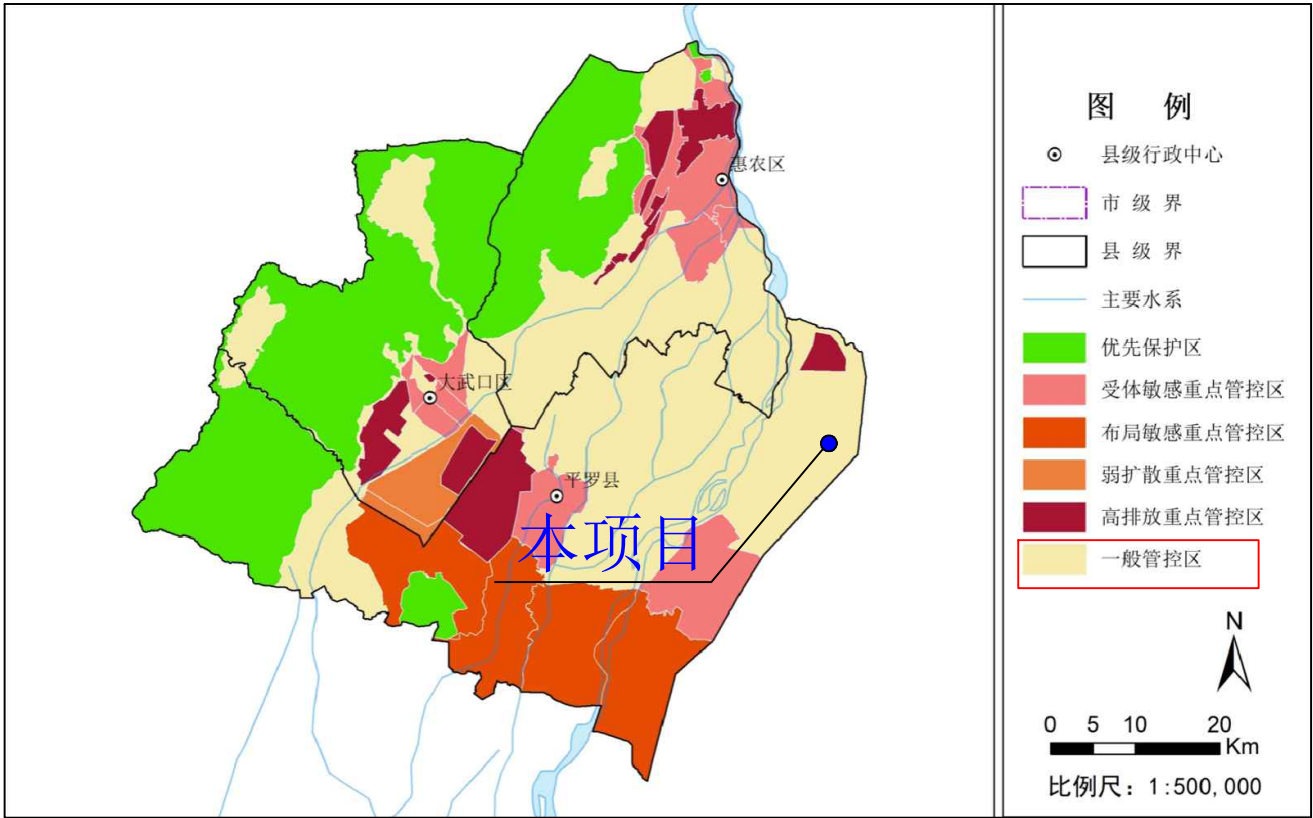 惠农区
大武口区
平罗县
本项目
图 例
县级行政中心
市 级 界
县 级 界
主要水系
优先保护区
受体敏感重点管控区
布局敏感重点管控区
弱扩散重点管控区
高排放重点管控区
一般管控区
N
0 5 10 20
Km
比例尺：1:500,000